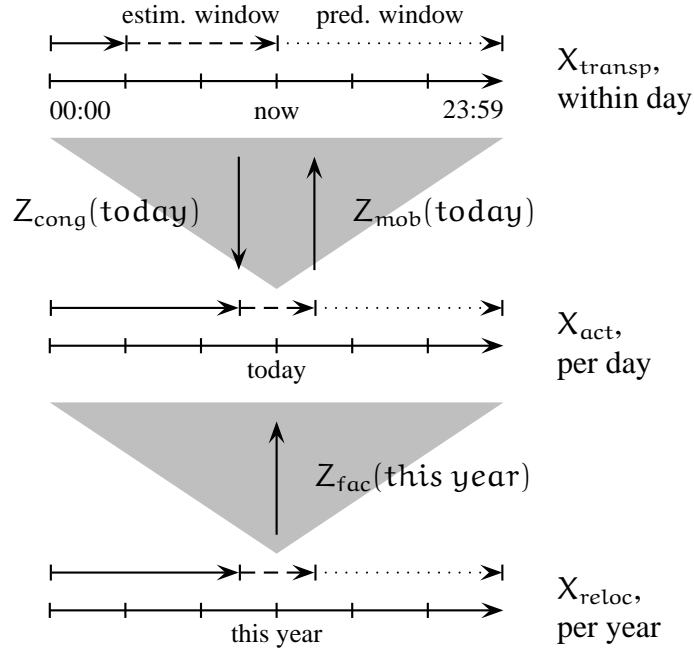 estim. window pred. window
X_transp,
within day
00:00 now 23:59
Z_cong(today) Z_mob(today)
X_act,
per day
today
Z_fac(this year)
X_reloc,
per year
this year